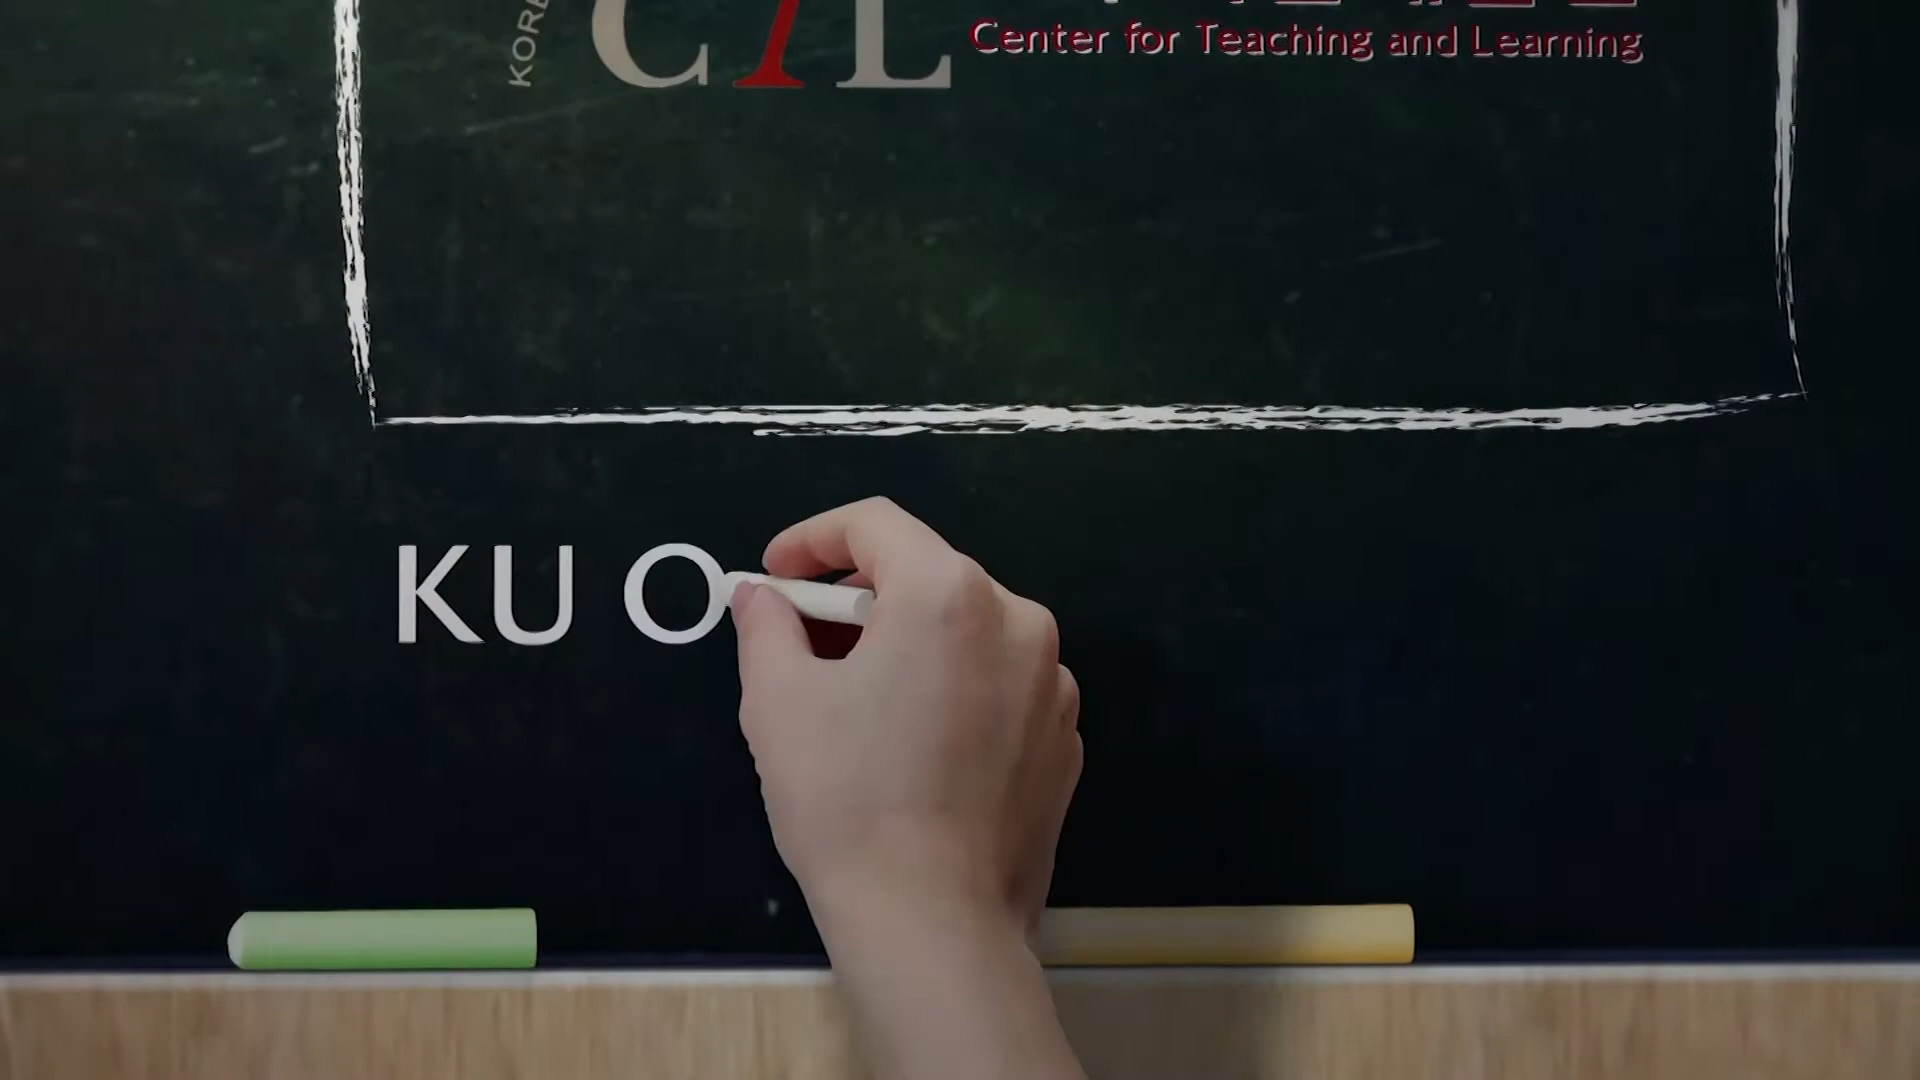 CTL
Center for Teaching and Learning
KU O